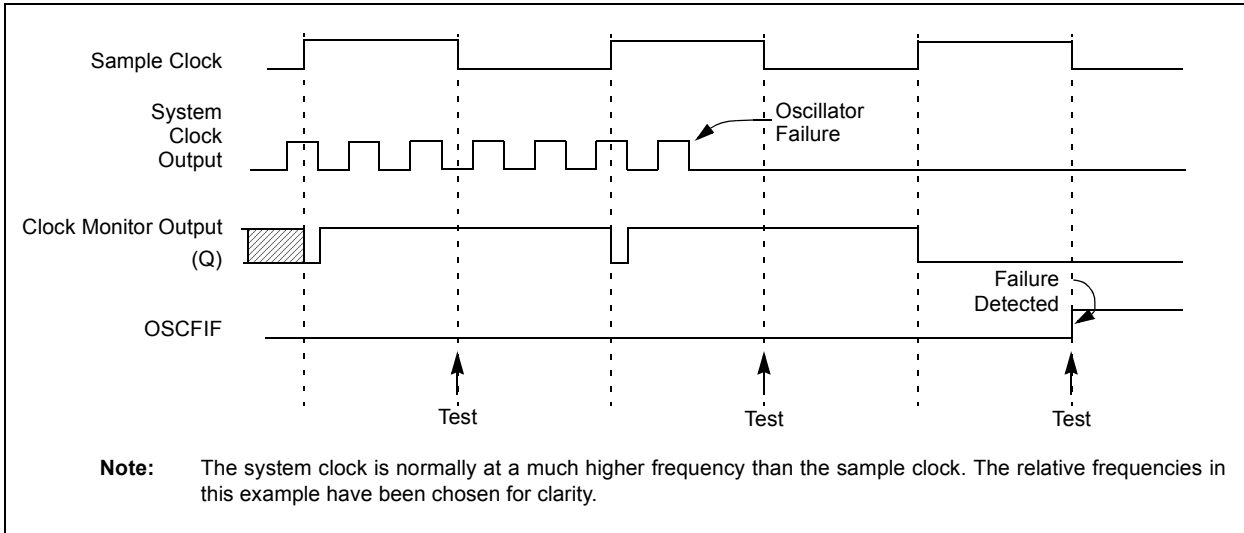 Sample Clock
System
Clock
Output
Oscillator
Failure
Clock Monitor Output
(Q)
Failure
Detected
OSCFIF
Test
Test
Test
Note: The system clock is normally at a much higher frequency than the sample clock. The relative frequencies in
this example have been chosen for clarity.